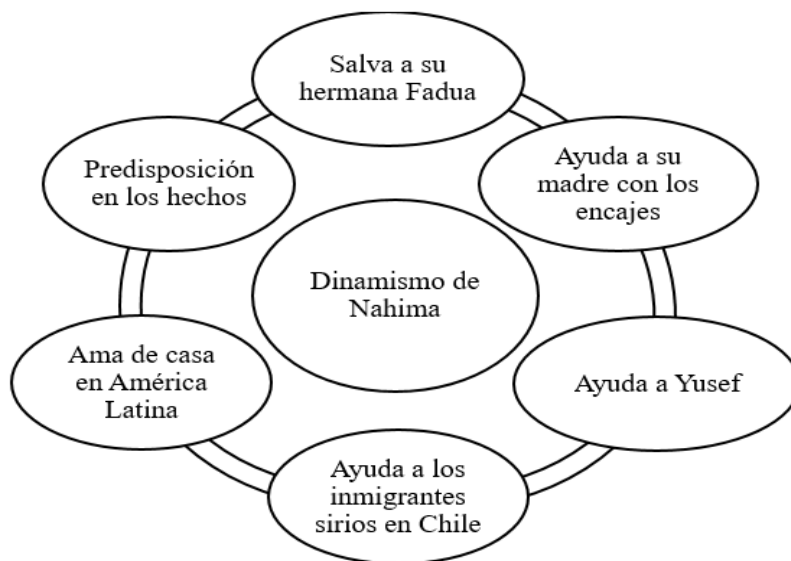 Salva a su
hermana Fadua
Ayuda a su
madre con los
encajes
Ayuda a Yusef
Ayuda a los
inmigrantes
sirios en Chile
Ama de casa
en América
Latina
Predisposición
en los hechos
Dinamismo de
Nahima